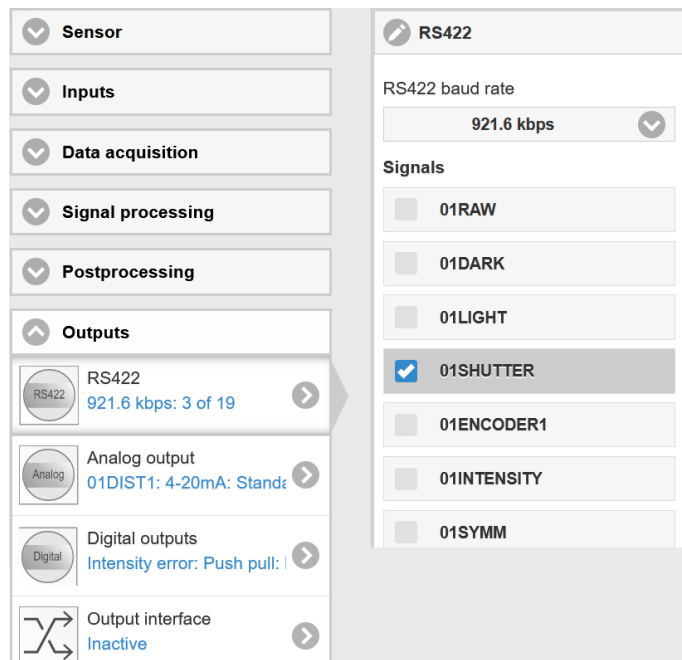 Sensor
Inputs
Data acquisition
Signal processing
Postprocessing
Outputs
RS422
RS422
921.6 kbps: 3 of 19
Analog
Analog output
01DIST1: 4-20mA: Standa
Digital
Digital outputs
Intensity error: Push pull:
Output interface
Inactive
RS422
RS422 baud rate
921.6 kbps
Signals
01RAW
01DARK
01LIGHT
01SHUTTER
01ENCODER1
01INTENSITY
01SYMM